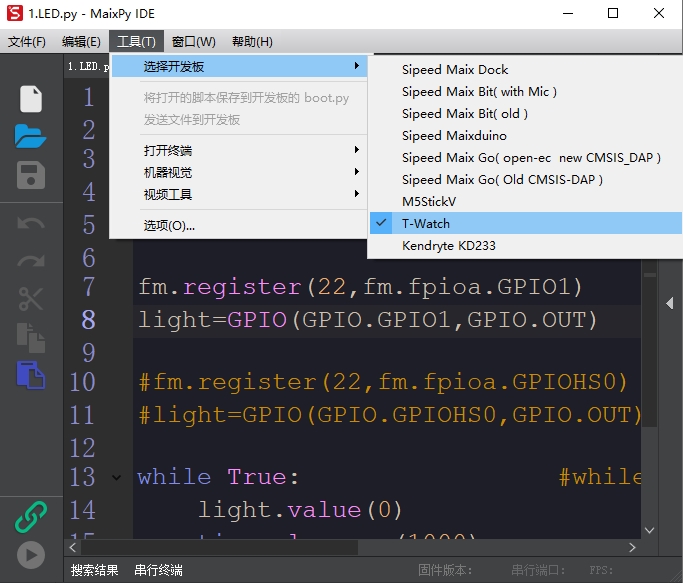 1.LED.py - MaixPy IDE
文件(F) 编辑(E) 工具(T) 窗口(W) 帮助(H)
1.LED.p
选择开发板
将打开的脚本保存到开发板的 boot.py
发送文件到开发板
打开终端
机器视觉
视频工具
选项(O)...
Sipeed Maix Dock
Sipeed Maix Bit( with Mic )
Sipeed Maix Bit( old )
Sipeed Maixduino
Sipeed Maix Go( open-ec new CMSIS_DAP )
Sipeed Maix Go( Old CMSIS-DAP )
M5StickV
T-Watch
Kendryte KD233
1
2
3
4
5
6
7 fm.register(22,fm.fpioa.GPIO1)
8 light=GPIO(GPIO.GPIO1,GPIO.OUT)
9
10 #fm.register(22,fm.fpioa.GPIOHS0)
11 #light=GPIO(GPIO.GPIOHS0,GPIO.OUT)
12
13 while True: #while
14 light.value(0)
搜索结果 串行终端 固件版本: 串行端口: FPS: